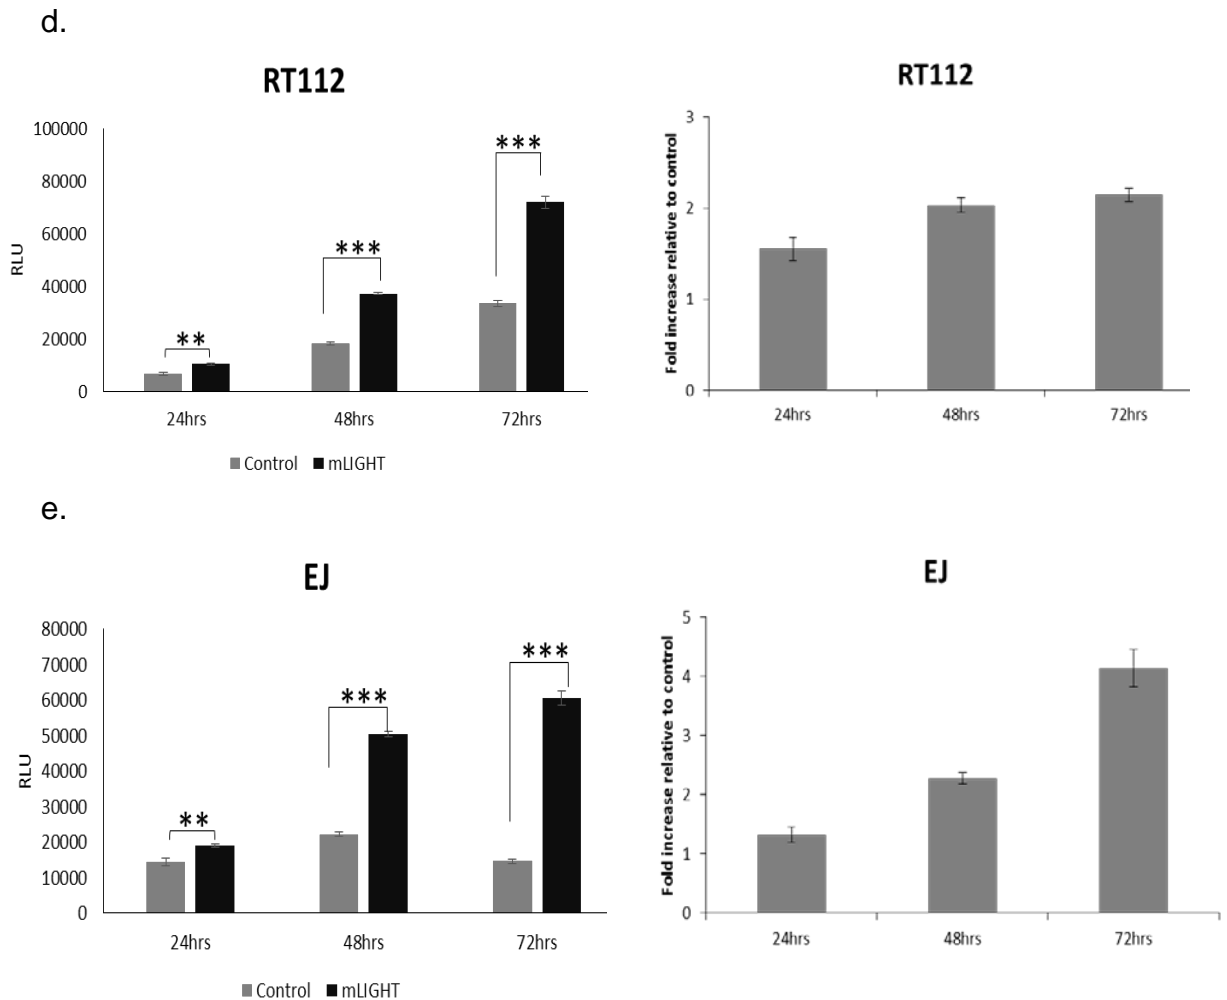 d.
RT112
100000
80000
60000
40000
20000
0
RLU
**
***
***
24hrs 48hrs 72hrs
Control mLIGHT
RT112
3
2
1
0
Fold increase relative to control
24hrs 48hrs 72hrs
e.
EJ
80000
70000
60000
50000
40000
30000
20000
10000
0
RLU
**
***
***
24hrs 48hrs 72hrs
Control mLIGHT
EJ
5
4
3
2
1
0
Fold increase relative to control
24hrs 48hrs 72hrs